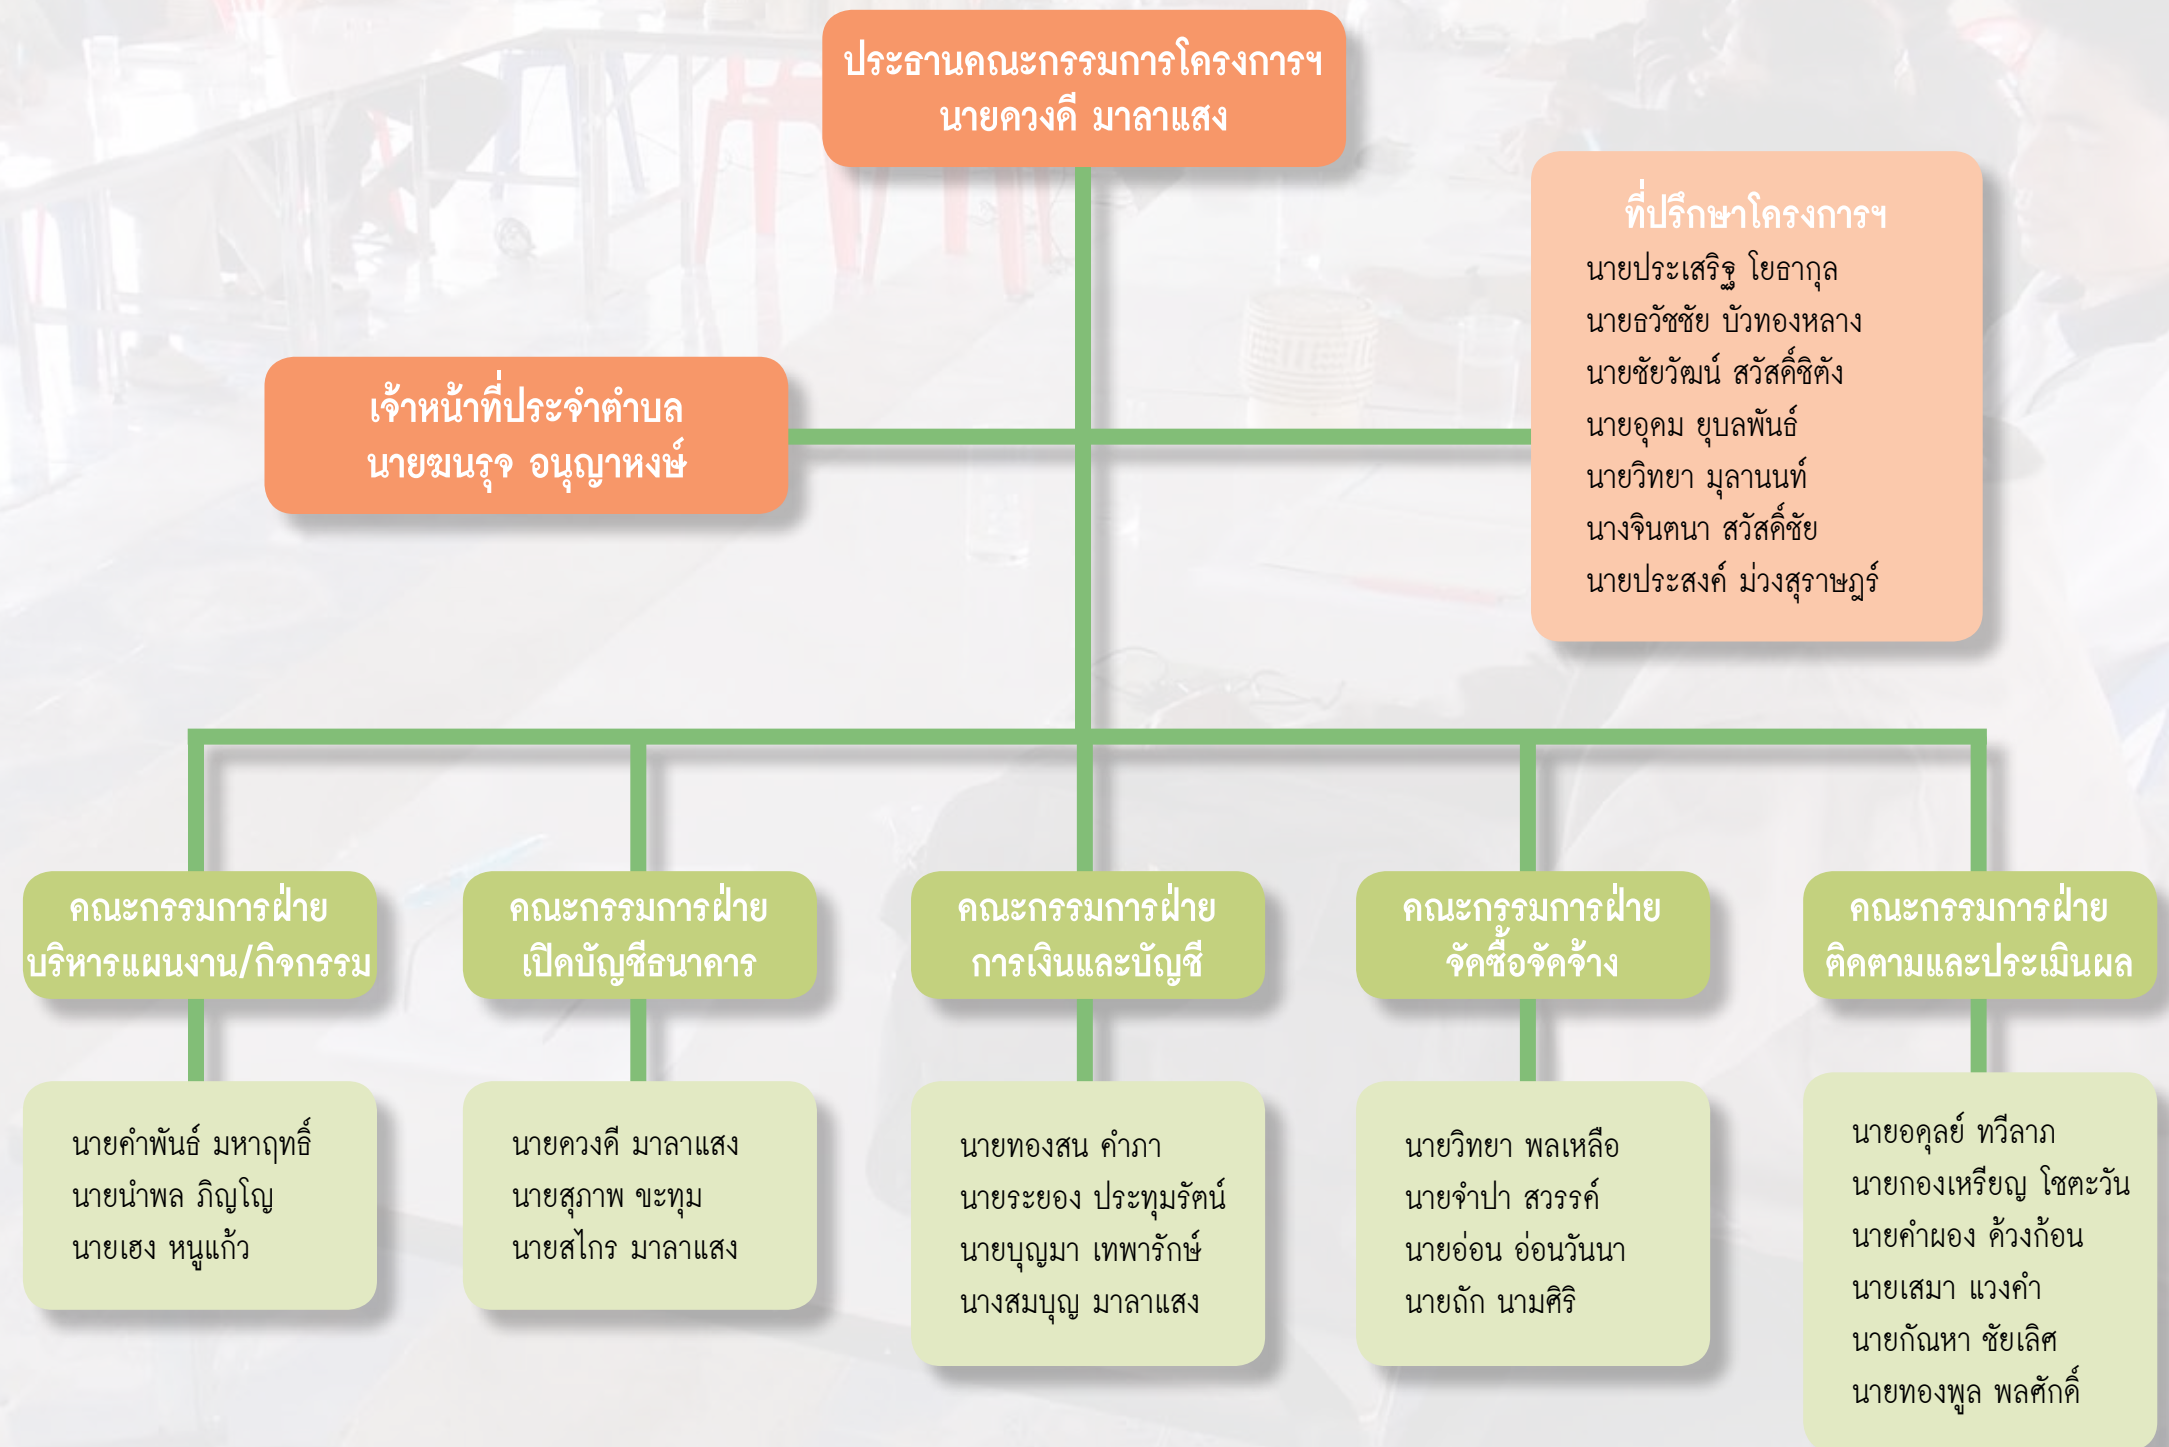 ประธานคณะกรรมการโครงการฯ
นายดวงดี มาลาแสง
ที่ปรึกษาโครงการฯ
นายประเสริฐ โยธากุล
นายธวัชชัย บัวทองหลาง
นายชัยวัฒน์ สวัสดิ์ชิตัง
นายอุดม ยุบลพันธ์
นายวิทยา มุลานนท์
นางจินตนา สวัสดิ์ชัย
นายประสงค์ ม่วงสุราษฎร์
เจ้าหน้าที่ประจำตำบล
นายฆนรุจ อนุญาหงษ์
คณะกรรมการฝ่าย
บริหารแผนงาน/กิจกรรม
นายคำพันธ์ มหาฤทธิ์
นายนำพล ภิญโญ
นายเฮง หนูแก้ว
คณะกรรมการฝ่าย
เปิดบัญชีธนาคาร
นายดวงดี มาลาแสง
นายสุภาพ ขะทุม
นายสไกร มาลาแสง
คณะกรรมการฝ่าย
การเงินและบัญชี
นายทองสน คำภา
นายระยอง ประทุมรัตน์
นายบุญมา เทพารักษ์
นางสมบุญ มาลาแสง
คณะกรรมการฝ่าย
จัดซื้อจัดจ้าง
นายวิทยา พลเหลือ
นายจำปา สวรรค์
นายอ่อน อ่อนวันนา
นายถัก นามศิริ
คณะกรรมการฝ่าย
ติดตามและประเมินผล
นายอดุลย์ ทวีลาภ
นายกองเหรียญ โชตะวัน
นายคำผอง ด้วงก้อน
นายเสมา แวงคำ
นายกัณหา ชัยเลิศ
นายทองพูล พลศักดิ์